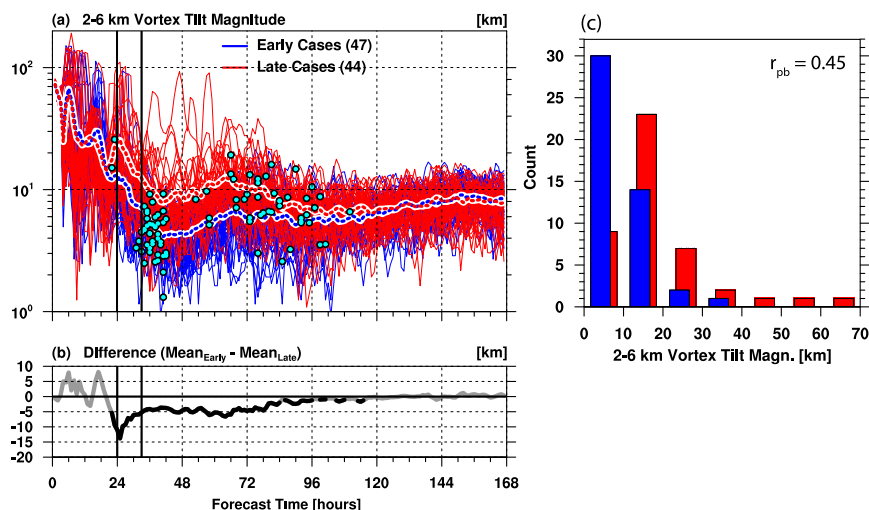 (a) 2-6 km Vortex Tilt Magnitude [km]
Early Cases (47)
Late Cases (44)
10²
10¹
10⁰
(b) Difference (Mean_Early - Mean_Late) [km]
10
5
0
-5
-10
-15
-20
0 24 48 72 96 120 144 168
Forecast Time [hours]
(c)
r_pb = 0.45
Count
30
25
20
15
10
5
0
0 10 20 30 40 50 60 70
2-6 km Vortex Tilt Magn. [km]